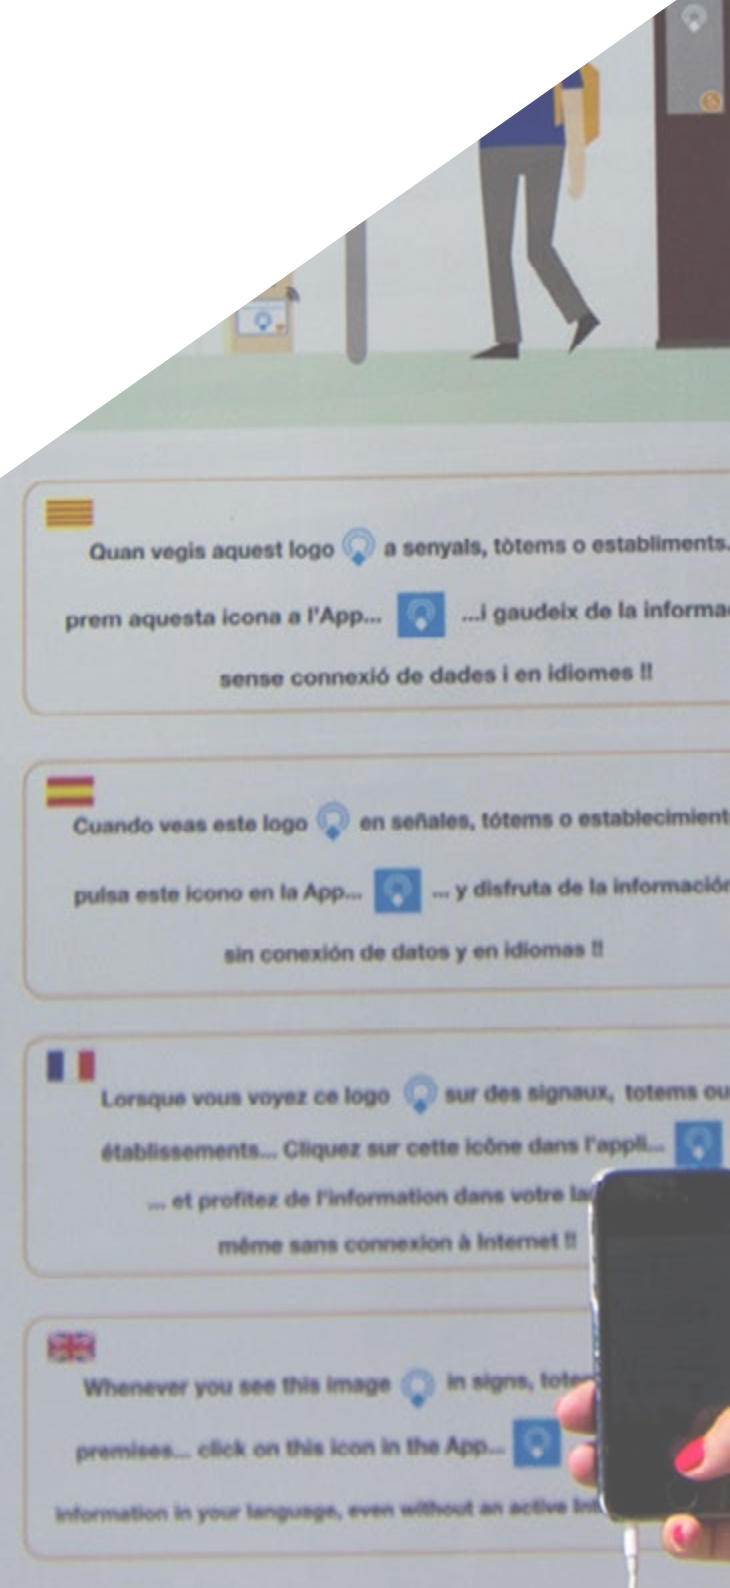 Quan vegis aquest logo a senyals, tòtems o establiments.
prem aquesta icona a l'App... ...i gaudeix de la informa
sense connexió de dades i en idiomes !!
Cuando veas este logo en señales, tótems o establecimient
pulsa este icono en la App... ... y disfruta de la información
sin conexión de datos y en idiomas !!
Lorsque vous voyez ce logo sur des signaux, totems ou
établissements... Cliquez sur cette icône dans l'appli...
... et profitez de l'information dans votre la
même sans connexion à Internet !!
Whenever you see this image in signs, tote
premises... click on this icon in the App...
information in your language, even without an active Int